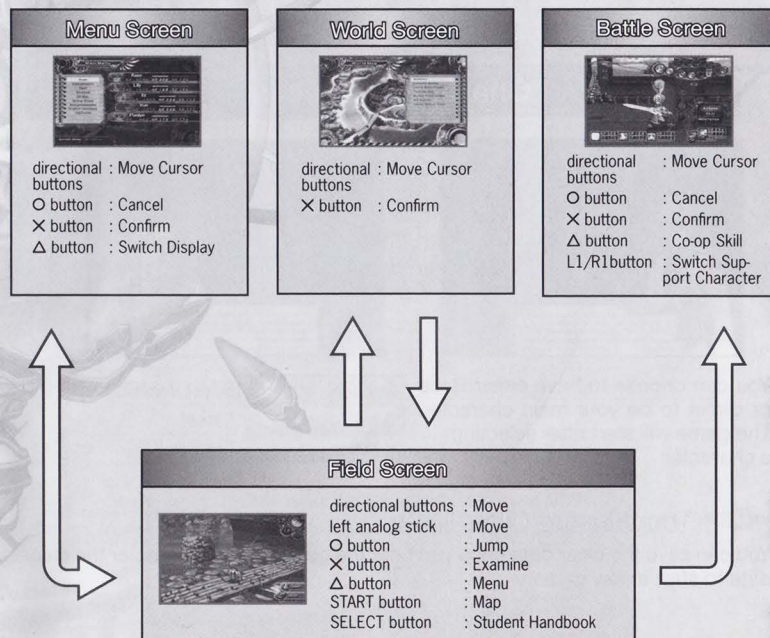 Menu Screen
directional : Move Cursor
buttons
O button : Cancel
X button : Confirm
△ button : Switch Display
World Screen
directional : Move Cursor
buttons
X button : Confirm
Battle Screen
directional : Move Cursor
buttons
O button : Cancel
X button : Confirm
△ button : Co-op Skill
L1/R1button : Switch Sup-
port Character
Field Screen
directional buttons : Move
left analog stick : Move
O button : Jump
X button : Examine
△ button : Menu
START button : Map
SELECT button : Student Handbook